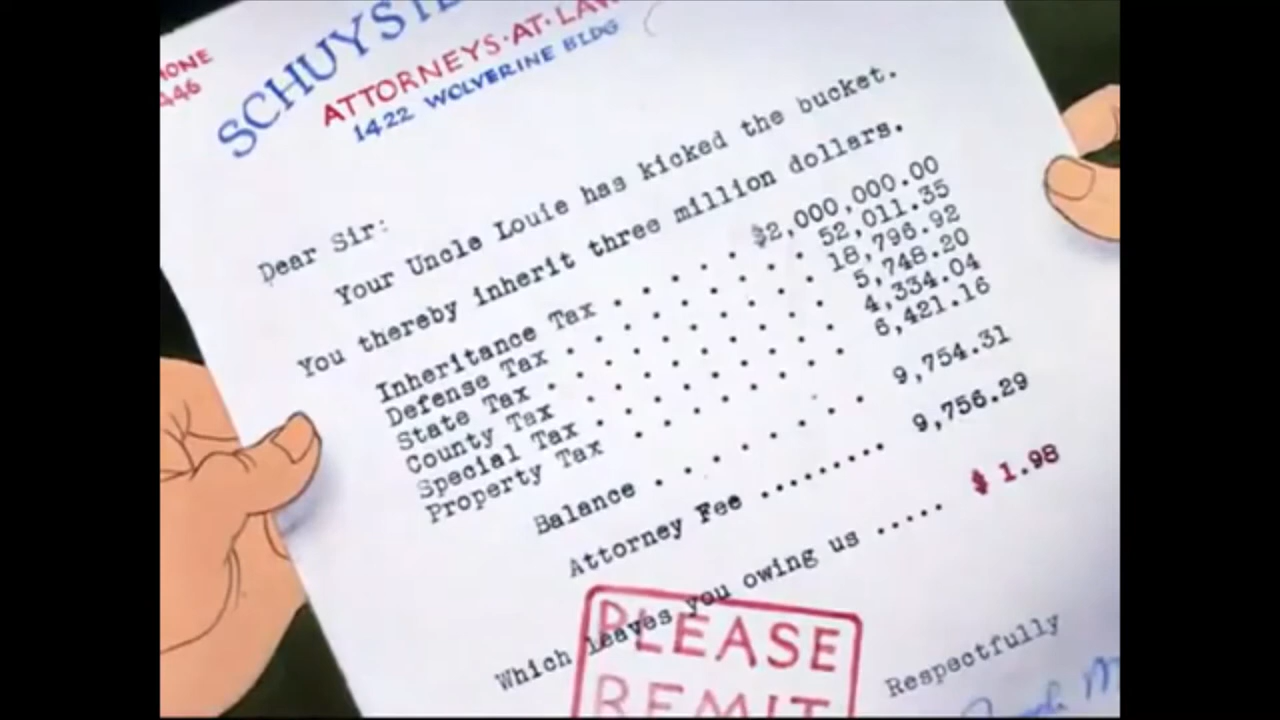 446
SCHUYST
ATTORNEYS·AT·LAW
1422 WOLVERINE BLDG
Dear Sir:
Your Uncle Louie has kicked the bucket.
You thereby inherit three million dollars.
Inheritance Tax . . . . . . $2,000,000.00
Defense Tax . . . . . . . 52,011.35
State Tax . . . . . . . . 18,796.92
County Tax . . . . . . . 5,748.20
Special Tax . . . . . . . 4,334.04
Property Tax . . . . . . 6,421.16
Balance . . . . . . . . 9,754.31
Attorney Fee .......... 9,756.29
Which leaves you owing us ..... $ 1.98
PLEASE
REMIT
Respectfully